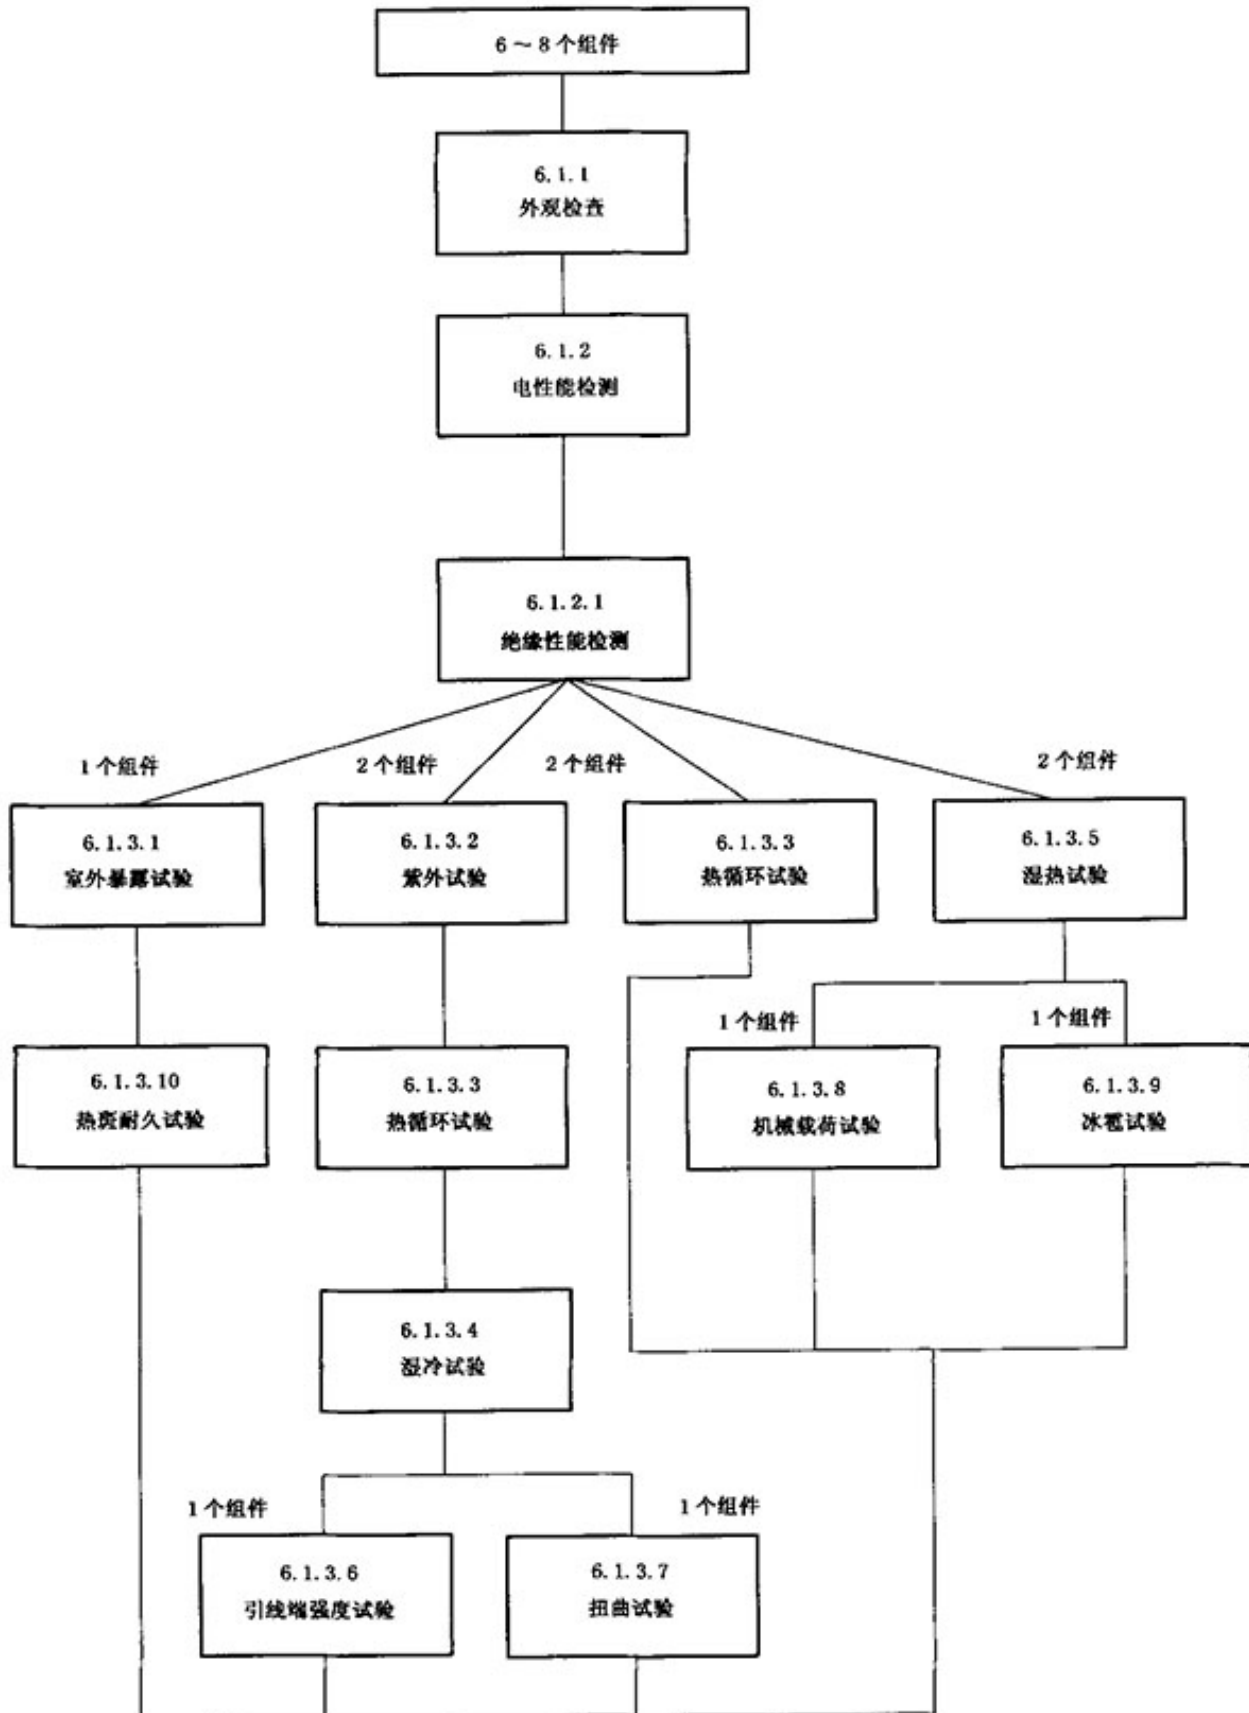 6～8个组件
6.1.1
外观检查
6.1.2
电性能检测
6.1.2.1
绝缘性能检测
1个组件
2个组件
2个组件
2个组件
6.1.3.1
室外暴露试验
6.1.3.2
紫外试验
6.1.3.3
热循环试验
6.1.3.5
湿热试验
1个组件
1个组件
6.1.3.10
热斑耐久试验
6.1.3.3
热循环试验
6.1.3.8
机械载荷试验
6.1.3.9
冰雹试验
6.1.3.4
湿冷试验
1个组件
1个组件
6.1.3.6
引线端强度试验
6.1.3.7
扭曲试验